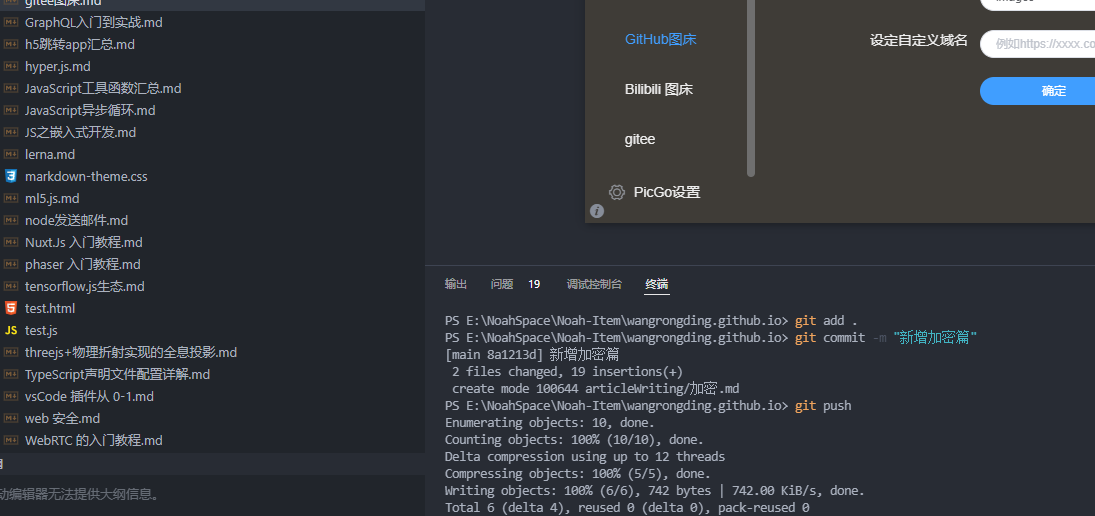 gitee图床.md
GraphQL入门到实战.md
h5跳转app汇总.md
hyper.js.md
JavaScript工具函数汇总.md
JavaScript异步循环.md
JS之嵌入式开发.md
lerna.md
markdown-theme.css
ml5.js.md
node发送邮件.md
NuxtJs 入门教程.md
phaser 入门教程.md
tensorflow.js生态.md
test.html
JS test.js
threejs+物理折射实现的全息投影.md
TypeScript声明文件配置详解.md
vsCode 插件从 0-1.md
web 安全.md
WebRTC 的入门教程.md
动编辑器无法提供大纲信息。
GitHub图床
Bilibili 图床
gitee
PicGo设置
设定自定义域名
例如https://xxxx.co
确定
输出 问题 19 调试控制台 终端
PS E:\NoahSpace\Noah-Item\wangrongding.github.io> git add .
PS E:\NoahSpace\Noah-Item\wangrongding.github.io> git commit -m "新增加密篇"
[main 8a1213d] 新增加密篇
2 files changed, 19 insertions(+)
create mode 100644 articleWriting/加密.md
PS E:\NoahSpace\Noah-Item\wangrongding.github.io> git push
Enumerating objects: 10, done.
Counting objects: 100% (10/10), done.
Delta compression using up to 12 threads
Compressing objects: 100% (5/5), done.
Writing objects: 100% (6/6), 742 bytes | 742.00 KiB/s, done.
Total 6 (delta 4), reused 0 (delta 0), pack-reused 0